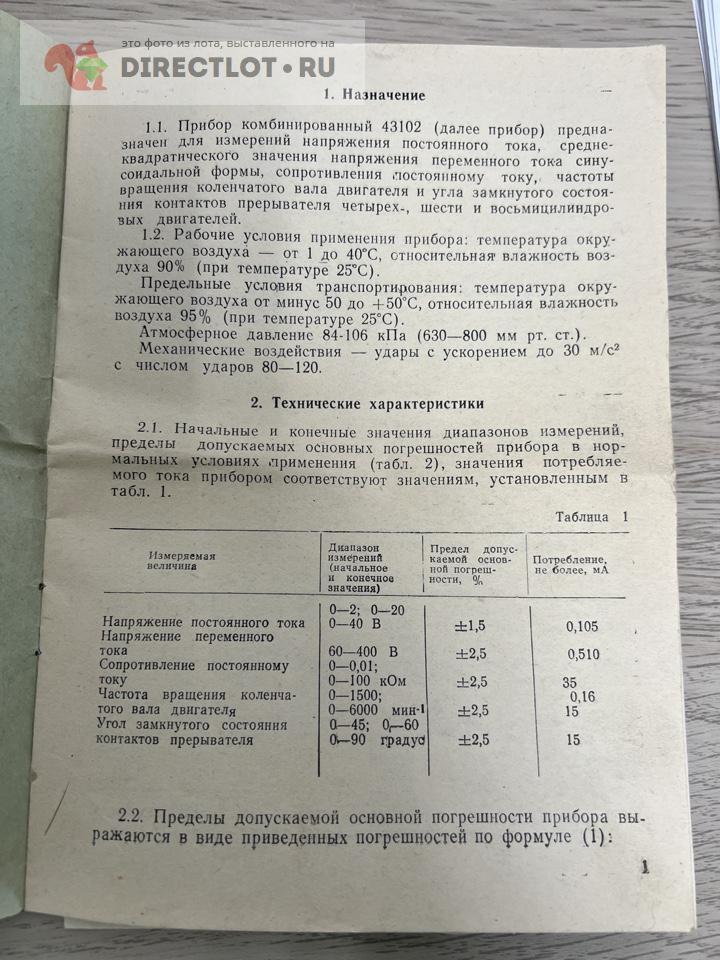 это фото из лота, выставленного на
DIRECTLOT.RU
1. Назначение
1.1. Прибор комбинированный 43102 (далее прибор) предна-
значен для измерений напряжения постоянного тока, средне-
квадратического значения напряжения переменного тока сину-
соидальной формы, сопротивления постоянному току, частоты
вращения коленчатого вала двигателя и угла замкнутого состоя-
ния контактов прерывателя четырех-, шести и восьмицилиндро-
вых двигателей.
1.2. Рабочие условия применения прибора: температура окру-
жающего воздуха — от 1 до 40°С, относительная влажность воз-
духа 90% (при температуре 25°С).
Предельные условия транспортирования: температура окру-
жающего воздуха от минус 50 до +50°С, относительная влажность
воздуха 95% (при температуре 25°С).
Атмосферное давление 84-106 кПа (630—800 мм рт. ст.).
Механические воздействия — удары с ускорением до 30 м/с²
с числом ударов 80—120.
2. Технические характеристики
2.1. Начальные и конечные значения диапазонов измерений,
пределы допускаемых основных погрешностей прибора в нор-
мальных условиях применения (табл. 2), значения потребляе-
мого тока прибором соответствуют значениям, установленным в
табл. 1.
Таблица 1
Измеряемая
величина
Диапазон
измерений
(начальное
и конечное
значения)
Предел допус-
каемой основ-
ной погреш-
ности, %
Потребление,
не более, мА
0—2; 0—20
Напряжение постоянного тока 0—40 В ±1,5 0,105
Напряжение переменного
тока 60—400 В ±2,5 0,510
Сопротивление постоянному 0—0,01;
току 0—100 кОм ±2,5 35
Частота вращения коленча- 0—1500; 0,16
того вала двигателя 0—6000 мин-¹ ±2,5 15
Угол замкнутого состояния 0—45; 0—60
контактов прерывателя 0—90 градус ±2,5 15
2.2. Пределы допускаемой основной погрешности прибора вы-
ражаются в виде приведенных погрешностей по формуле (1):
1